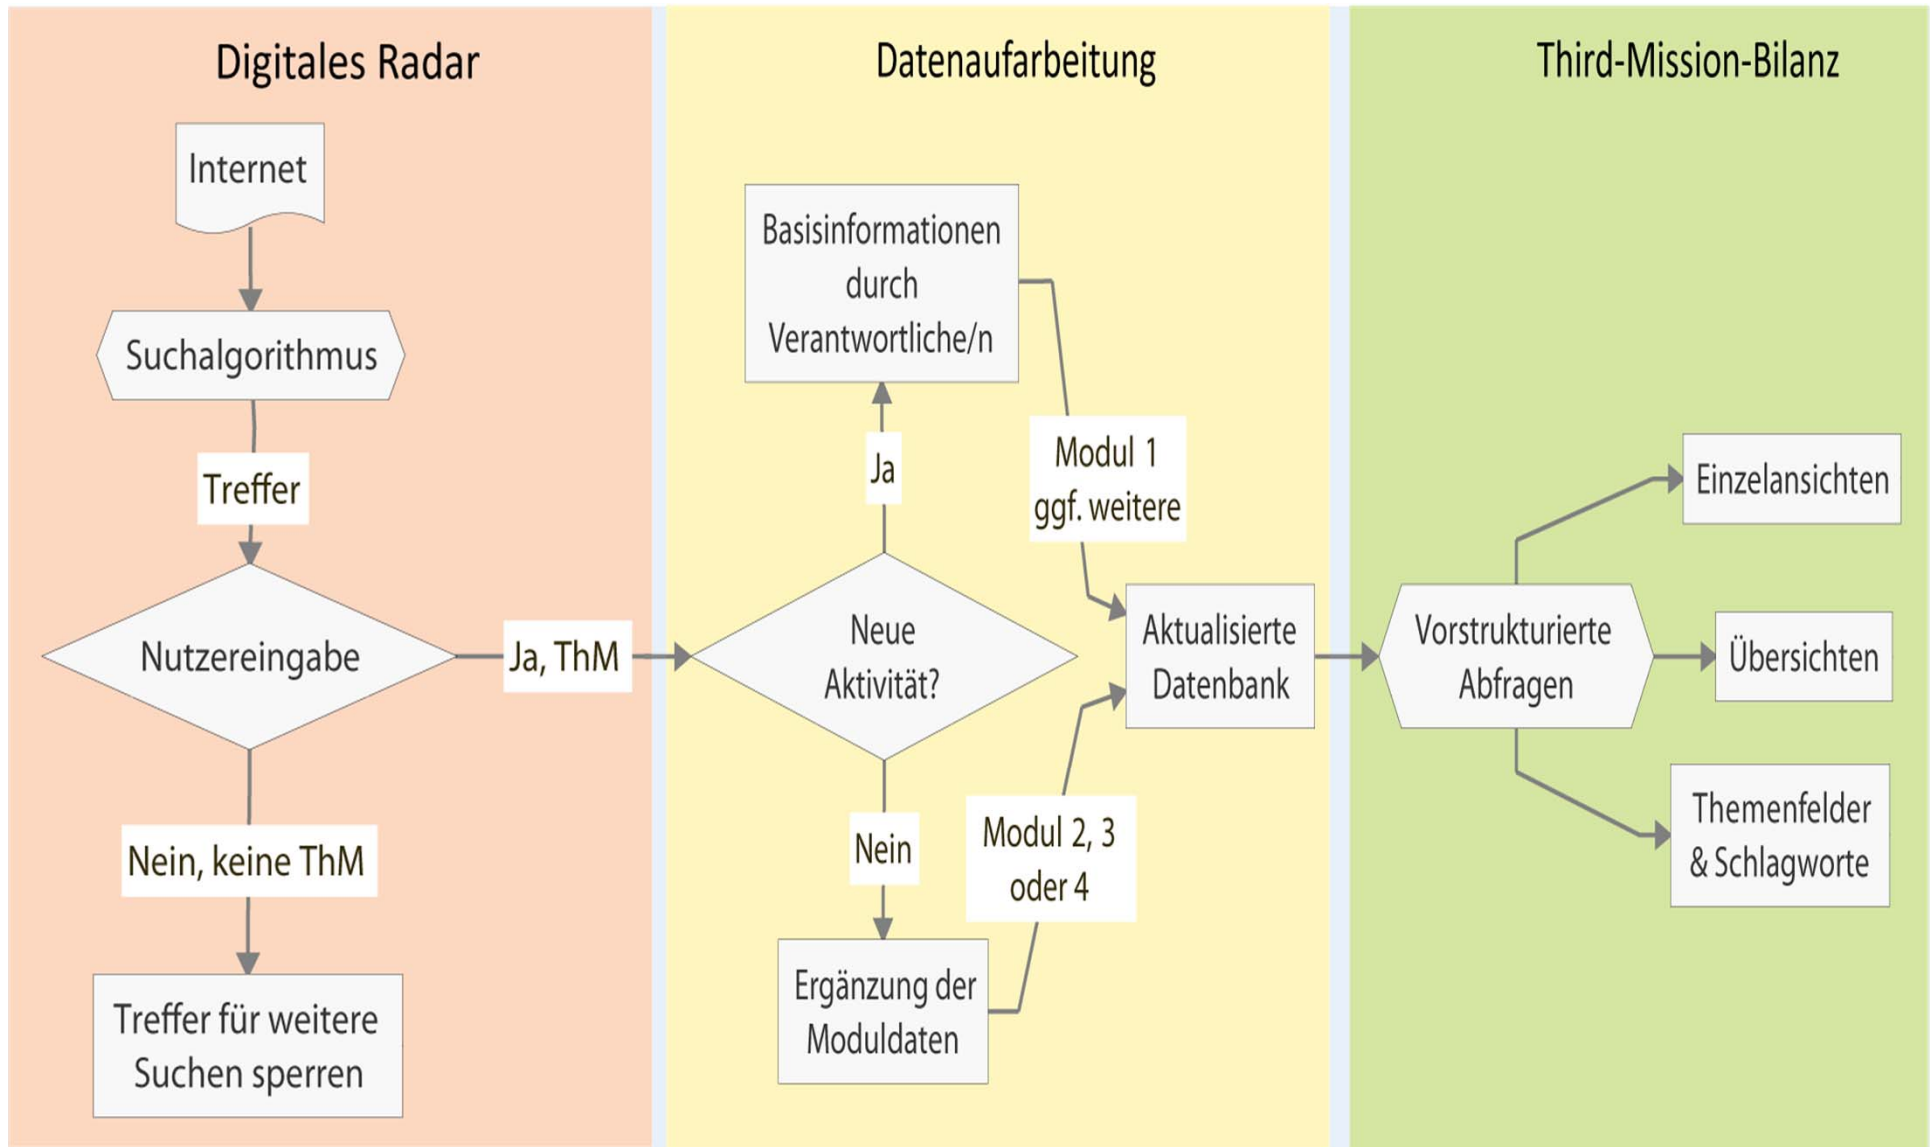 Digitales Radar
Internet
Suchalgorithmus
Treffer
Nutzereingabe
Ja, ThM
Nein, keine ThM
Treffer für weitere
Suchen sperren
Datenaufarbeitung
Basisinformationen
durch
Verantwortliche/n
Ja
Modul 1
ggf. weitere
Neue
Aktivität?
Nein
Modul 2, 3
oder 4
Ergänzung der
Moduldaten
Aktualisierte
Datenbank
Third-Mission-Bilanz
Vorstrukturierte
Abfragen
Einzelansichten
Übersichten
Themenfelder
& Schlagworte